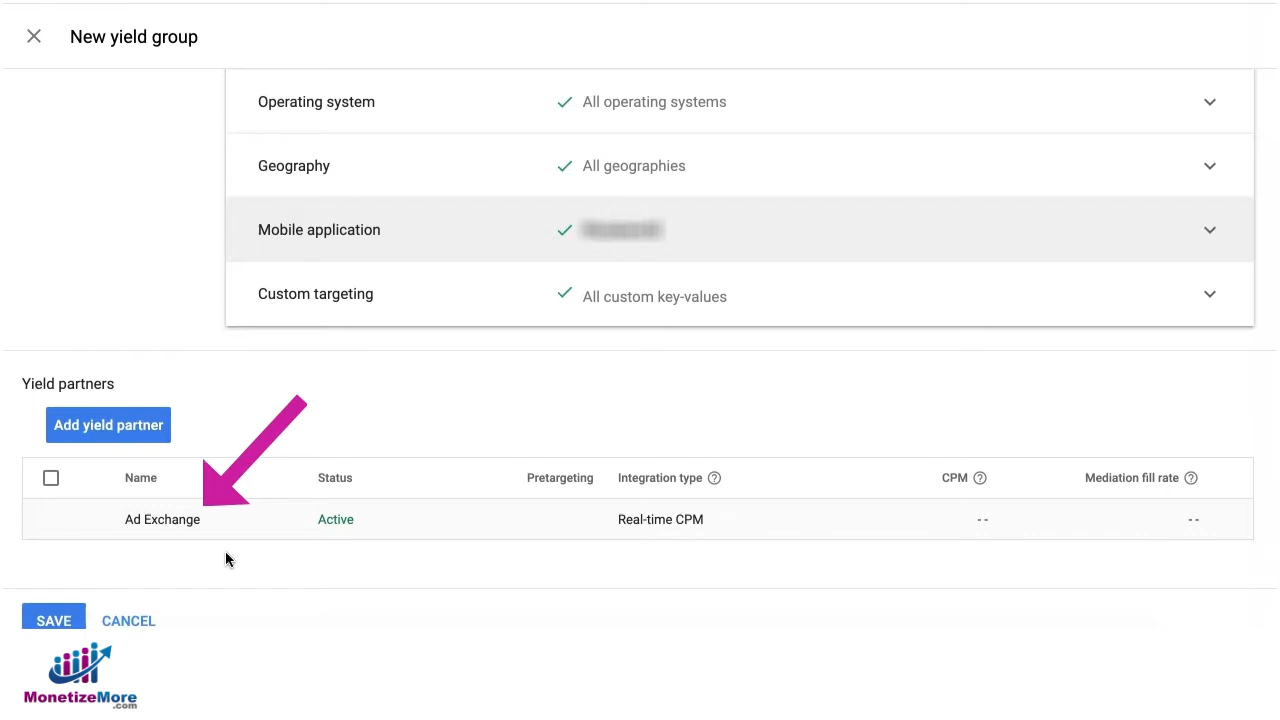 New yield group
Operating system All operating systems
Geography All geographies
Mobile application
Custom targeting All custom key-values
Yield partners
Add yield partner
Name Status Pretargeting Integration type CPM Mediation fill rate
Ad Exchange Active Real-time CPM -- --
SAVE CANCEL
MonetizeMore
.com